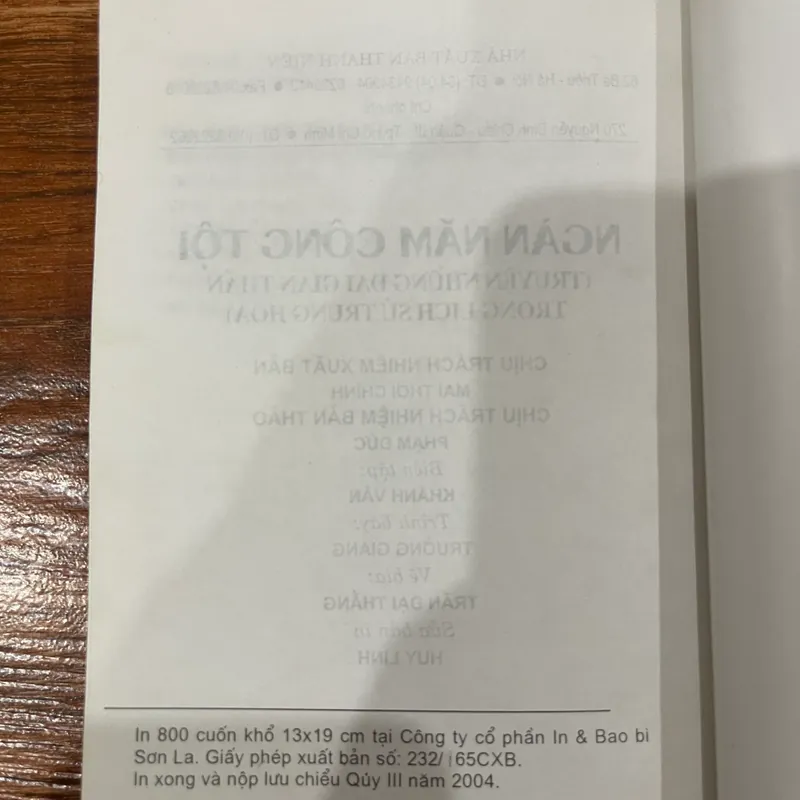 NHÀ XUẤT BẢN THANH NIÊN
Chi nhánh
NGÀN NĂM CÔNG TỘI
(TRUYỆN NHỮNG ĐẠI GIAN THẦN
TRONG LỊCH SỬ TRUNG HOA)
CHỊU TRÁCH NHIỆM XUẤT BẢN
MAI THỜI CHÍNH
CHỊU TRÁCH NHIỆM BẢN THẢO
PHẠM ĐỨC
Biên tập:
KHÁNH VÂN
Trình bày:
TRƯỜNG GIANG
Vẽ bìa:
TRẦN ĐẠI THẮNG
Sửa bản in
HUY LINH
In 800 cuốn khổ 13x19 cm tại Công ty cổ phần In & Bao bì
Sơn La. Giấy phép xuất bản số: 232/ 65CXB.
In xong và nộp lưu chiểu Qúy III năm 2004.